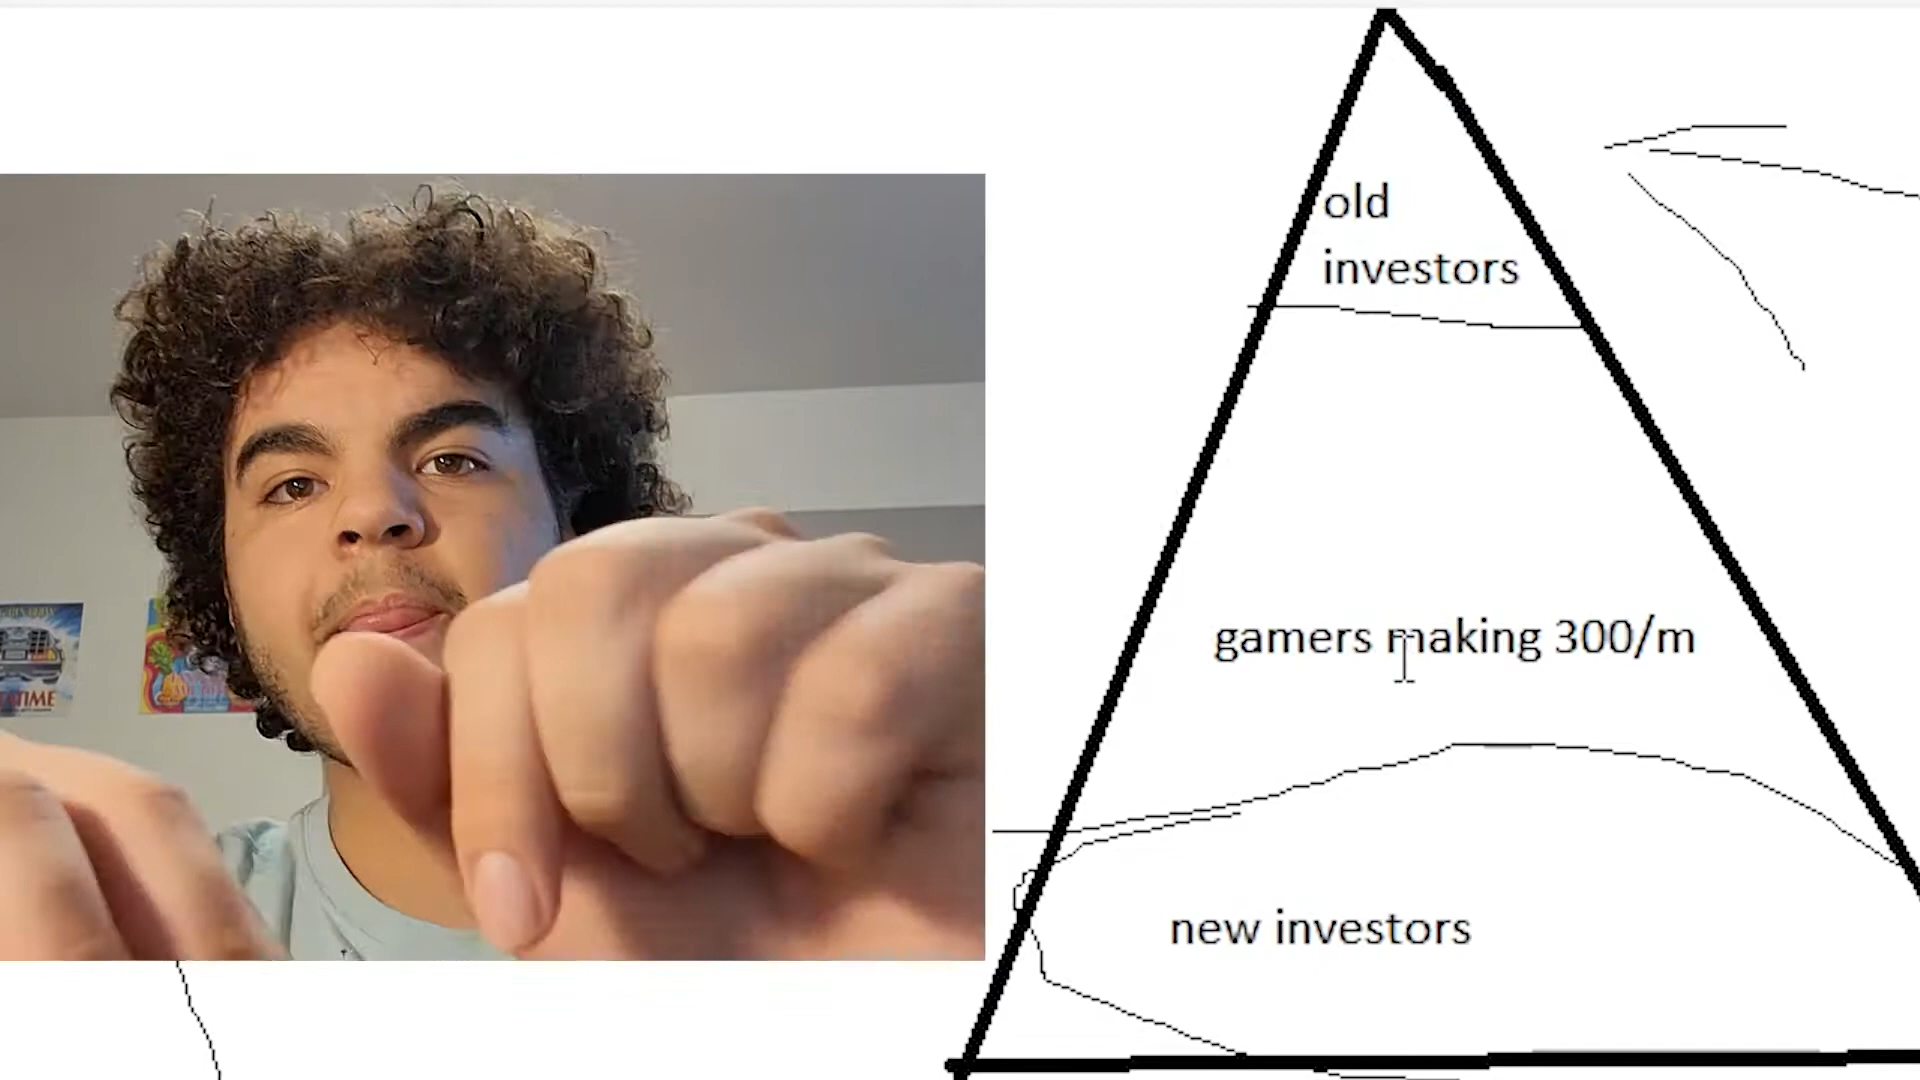 old
investors
gamers making 300/m
new investors